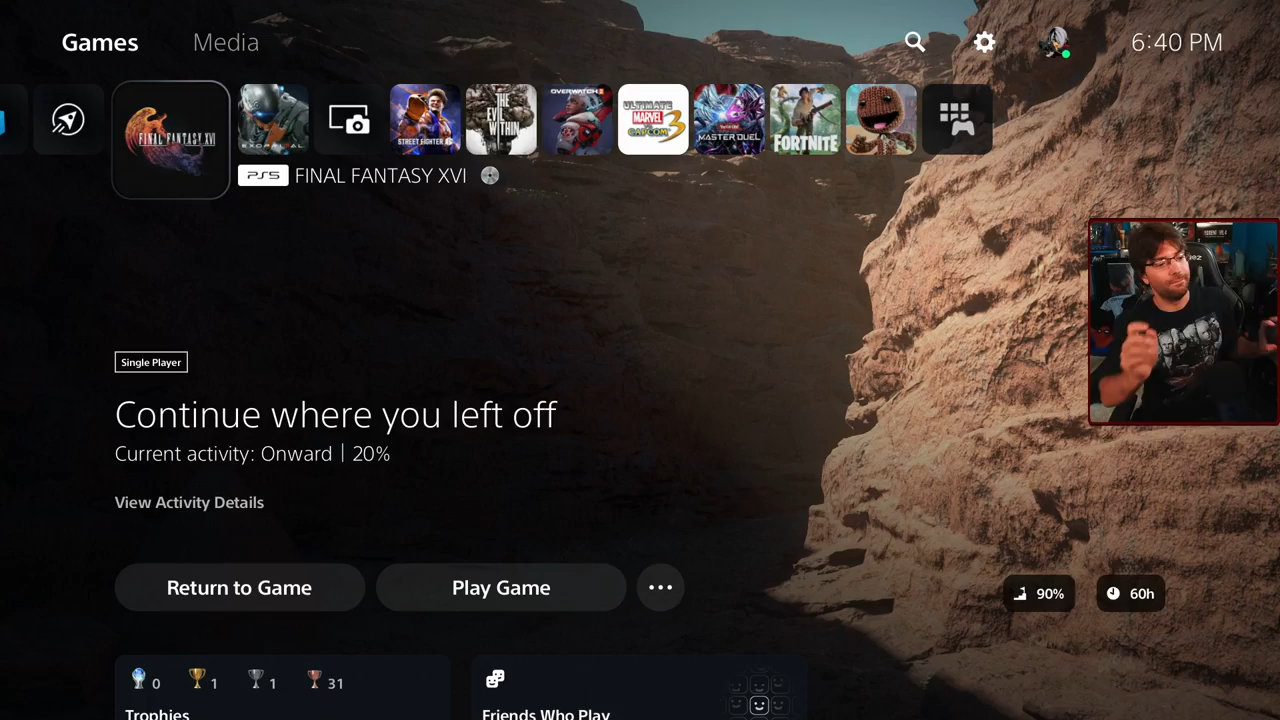 Games
Media
6:40 PM
FINAL FANTASY XVI
EXOPRIMAL
STREET FIGHTER 6
THE EVIL WITHIN
OVERWATCH 2
ULTIMATE MARVEL VS CAPCOM 3
MASTER DUEL
FORTNITE
PS5 FINAL FANTASY XVI
Single Player
Continue where you left off
Current activity: Onward | 20%
View Activity Details
Return to Game
Play Game
90%
60h
0
1
1
31
Trophies
Friends Who Play